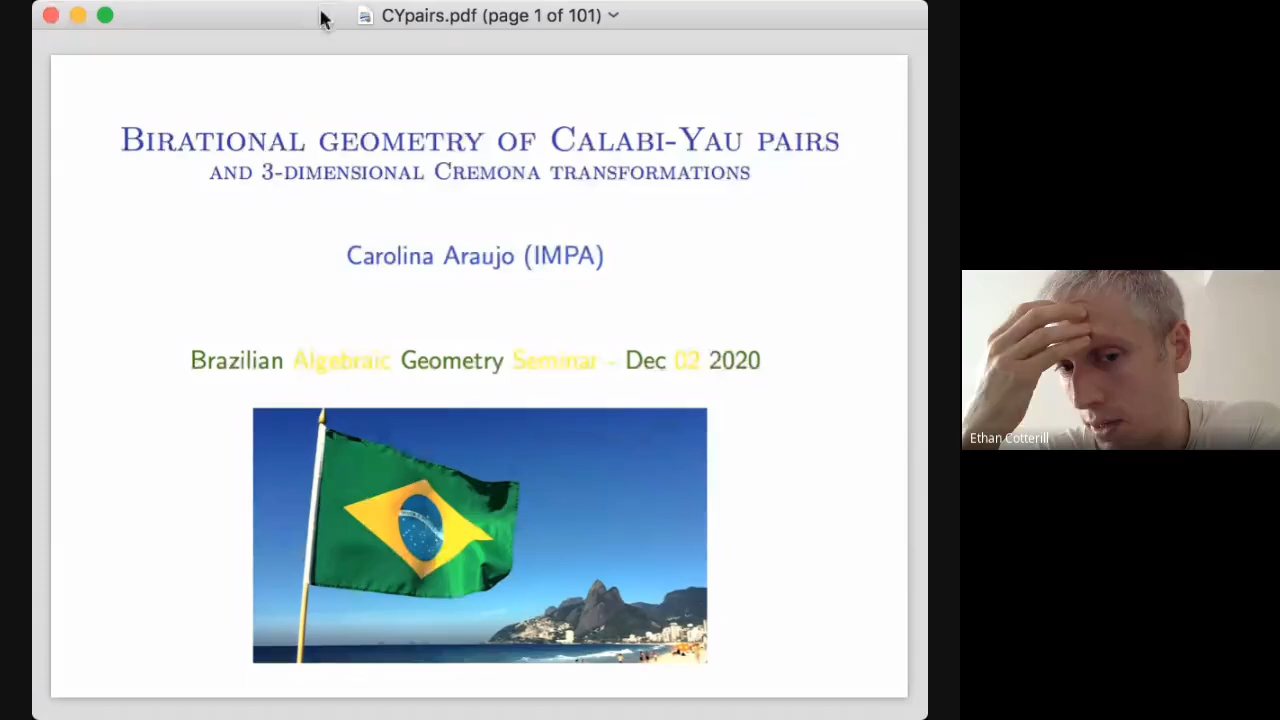 CYpairs.pdf (page 1 of 101)
BIRATIONAL GEOMETRY OF CALABI-YAU PAIRS
AND 3-DIMENSIONAL CREMONA TRANSFORMATIONS
Carolina Araujo (IMPA)
Brazilian Algebraic Geometry Seminar - Dec 02 2020
Ethan Cotterill